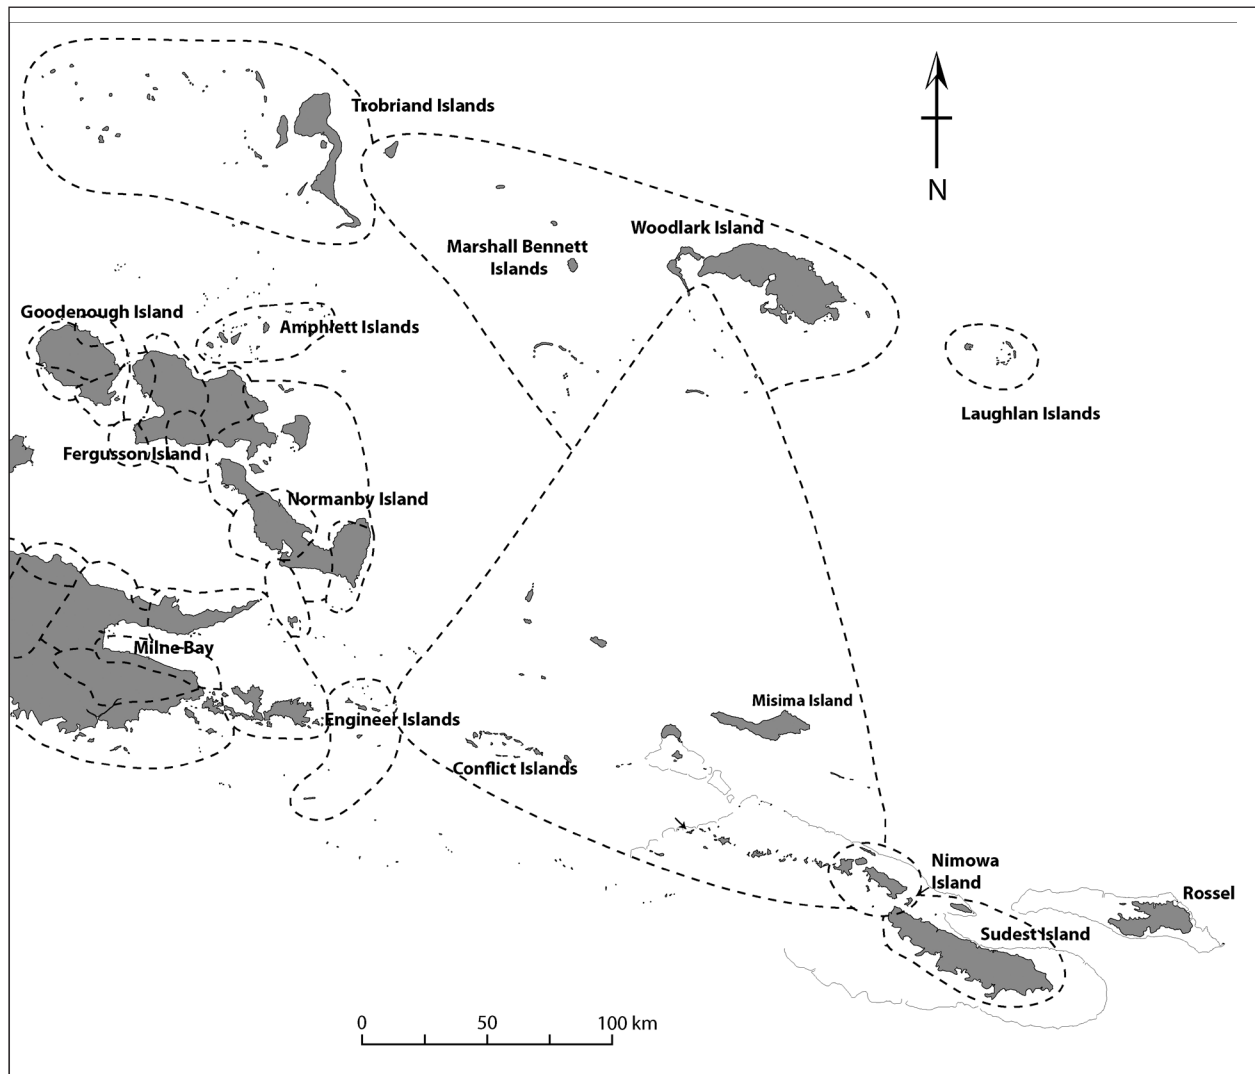 Trobriand Islands
N
Woodlark Island
Marshall Bennett
Islands
Goodenough Island
Amphlett Islands
Laughlan Islands
Fergusson Island
Normanby Island
Milne Bay
Misima Island
Engineer Islands
Conflict Islands
Nimowa
Island
Rossel
Sudest Island
0 50 100 km